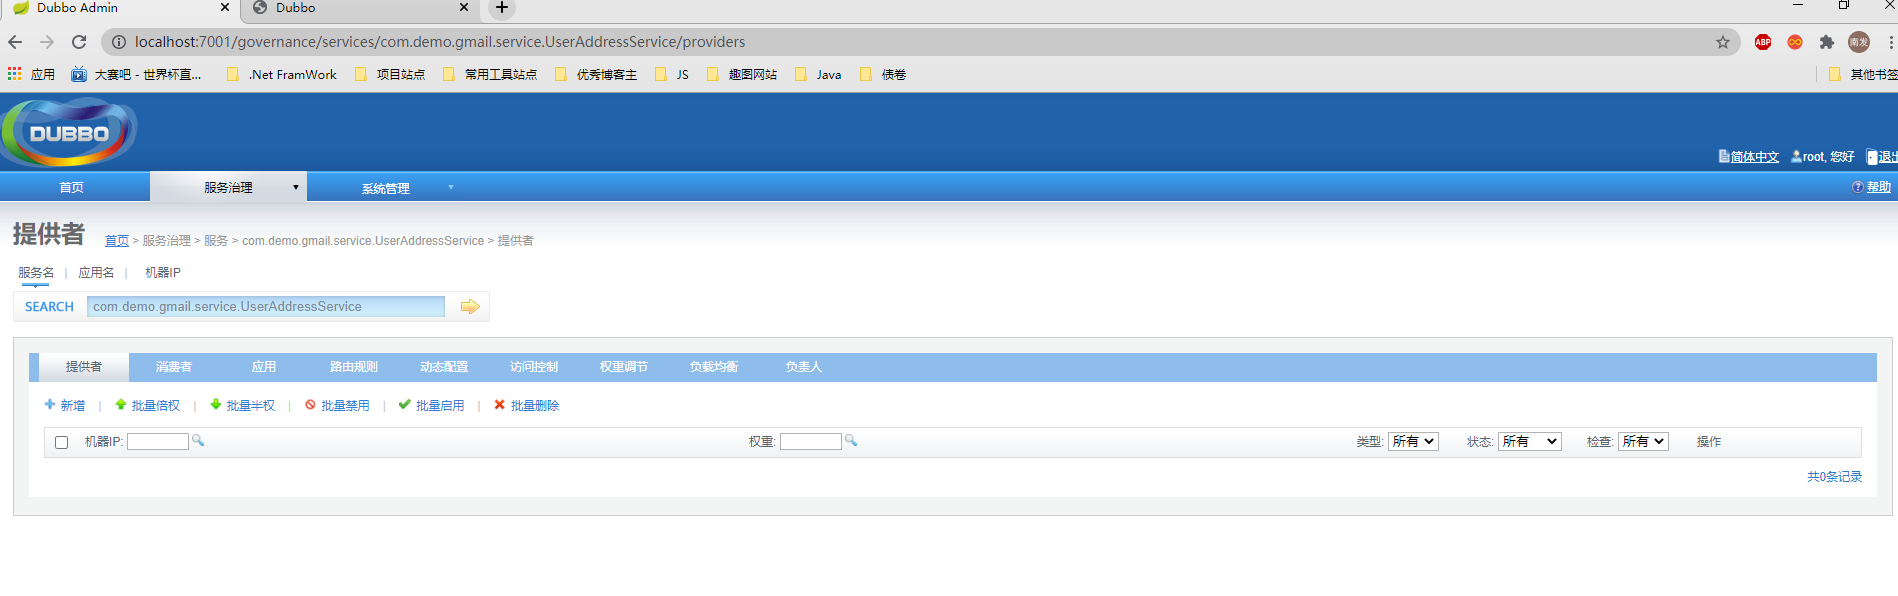 Dubbo Admin
Dubbo
localhost:7001/governance/services/com.demo.gmail.service.UserAddressService/providers
ABP
南发
应用 大赛吧 - 世界杯直... .Net FramWork 项目站点 常用工具站点 优秀博客主 JS 趣图网站 Java 债卷 其他书签
DUBBO
简体中文 root, 您好 退出
首页 服务治理 系统管理 帮助
提供者 首页 > 服务治理 > 服务 > com.demo.gmail.service.UserAddressService > 提供者
服务名 | 应用名 | 机器IP
SEARCH com.demo.gmail.service.UserAddressService
提供者 消费者 应用 路由规则 动态配置 访问控制 权重调节 负载均衡 负责人
新增 | 批量倍权 | 批量半权 | 批量禁用 | 批量启用 | 批量删除
机器IP: 权重: 类型: 所有 状态: 所有 检查: 所有 操作
共0条记录